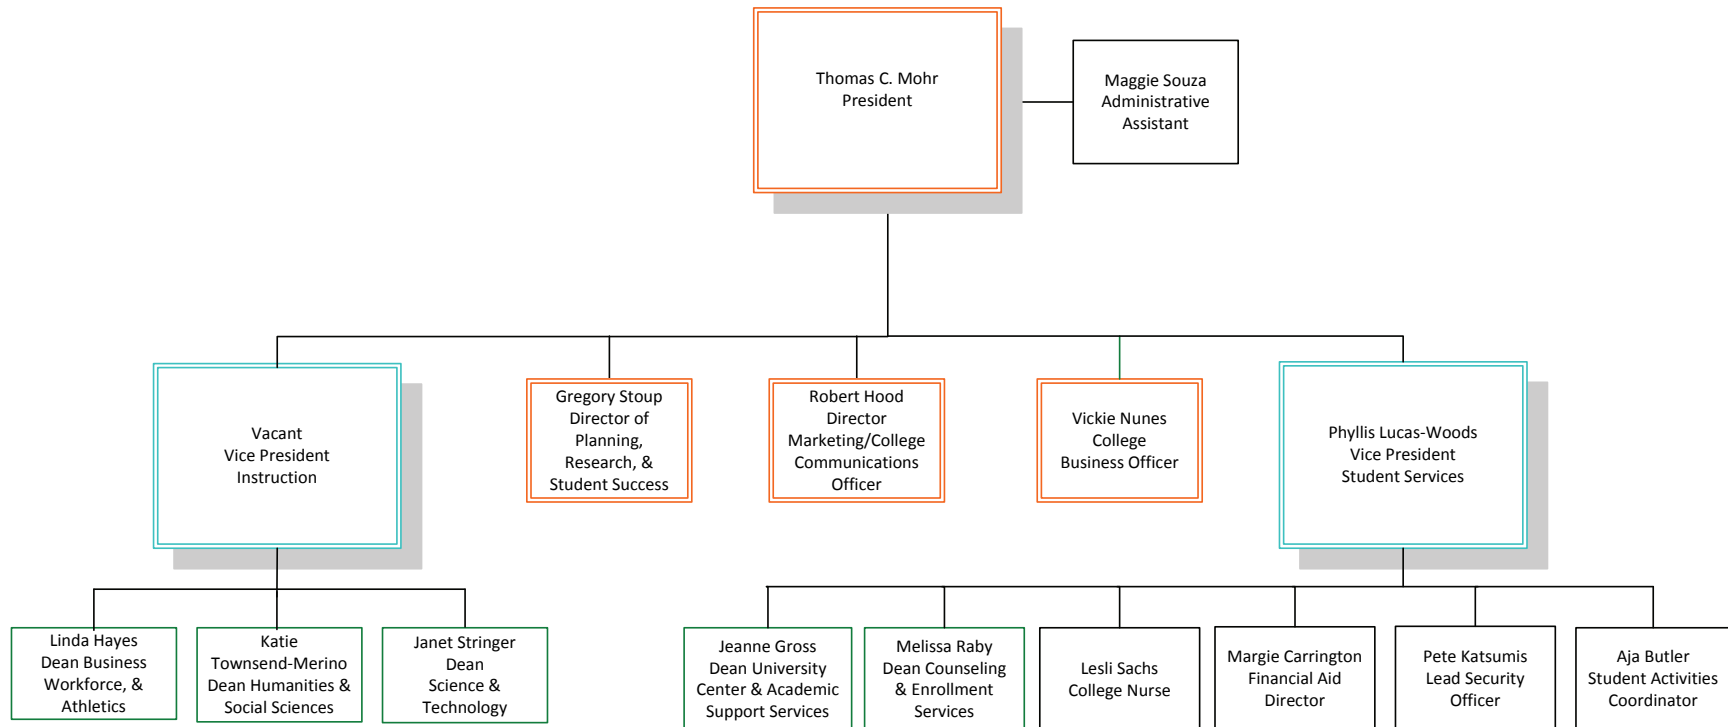 Thomas C. Mohr
President
Maggie Souza
Administrative
Assistant
Vacant
Vice President
Instruction
Gregory Stoup
Director of
Planning,
Research, &
Student Success
Robert Hood
Director
Marketing/College
Communications
Officer
Vickie Nunes
College
Business Officer
Phyllis Lucas-Woods
Vice President
Student Services
Linda Hayes
Dean Business
Workforce, &
Athletics
Katie
Townsend-Merino
Dean Humanities &
Social Sciences
Janet Stringer
Dean
Science &
Technology
Jeanne Gross
Dean University
Center & Academic
Support Services
Melissa Raby
Dean Counseling
& Enrollment
Services
Lesli Sachs
College Nurse
Margie Carrington
Financial Aid
Director
Pete Katsumis
Lead Security
Officer
Aja Butler
Student Activities
Coordinator